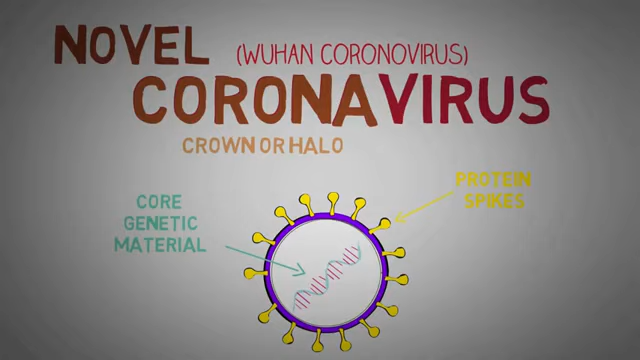 NOVEL (WUHAN CORONOVIRUS)
CORONAVIRUS
CROWN OR HALO
PROTEIN
SPIKES
CORE
GENETIC
MATERIAL